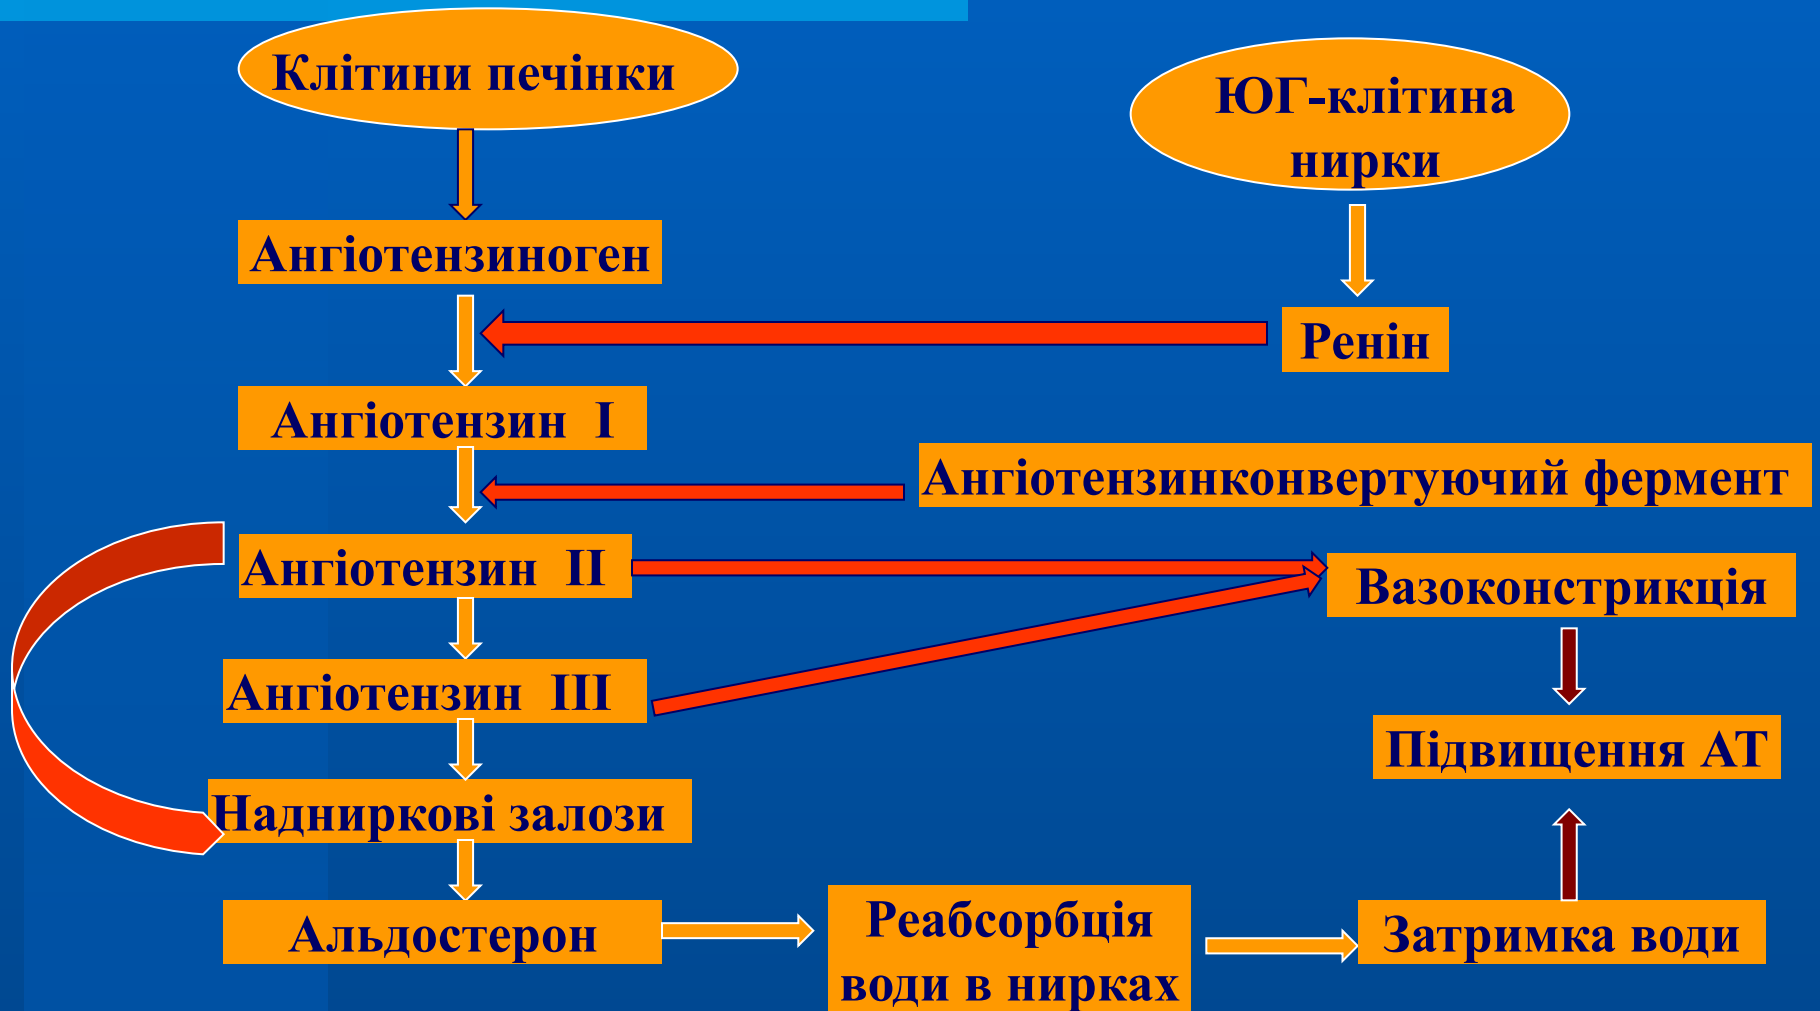 Клітини печінки
ЮГ-клітина
нирки
Ангіотензиноген
Ренін
Ангіотензин I
Ангіотензинконвертуючий фермент
Ангіотензин II
Вазоконстрикція
Ангіотензин III
Підвищення АТ
Надниркові залози
Альдостерон
Реабсорбція
води в нирках
Затримка води